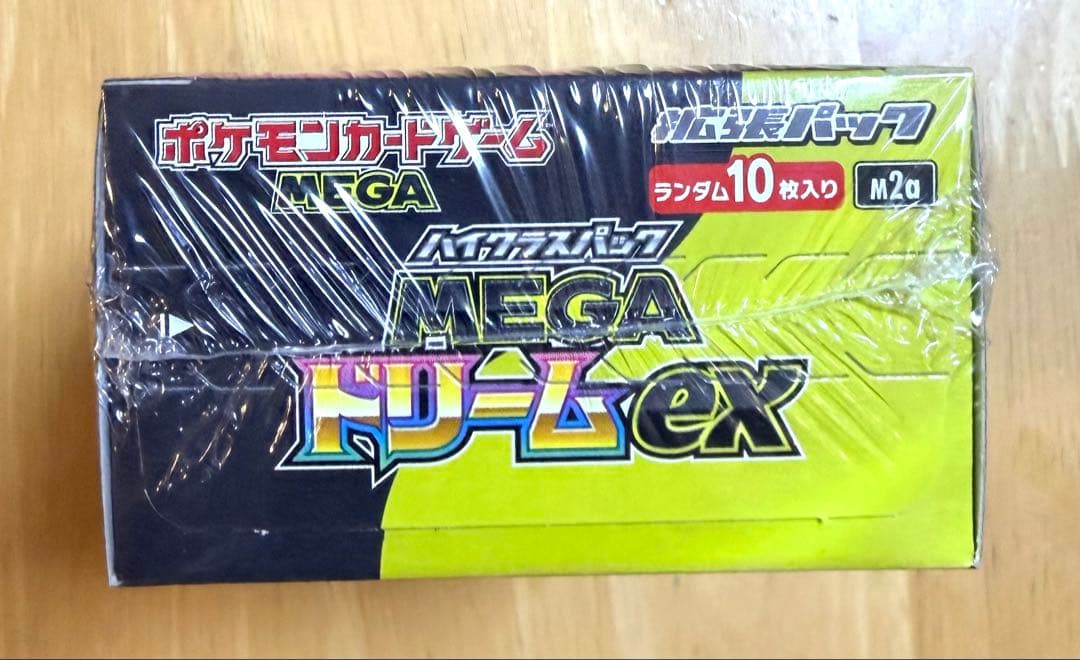 ポケモンカードゲーム
MEGA
拡張パック
ランダム10枚入り
M2a
ハイクラスパック
MEGA
ドリームex